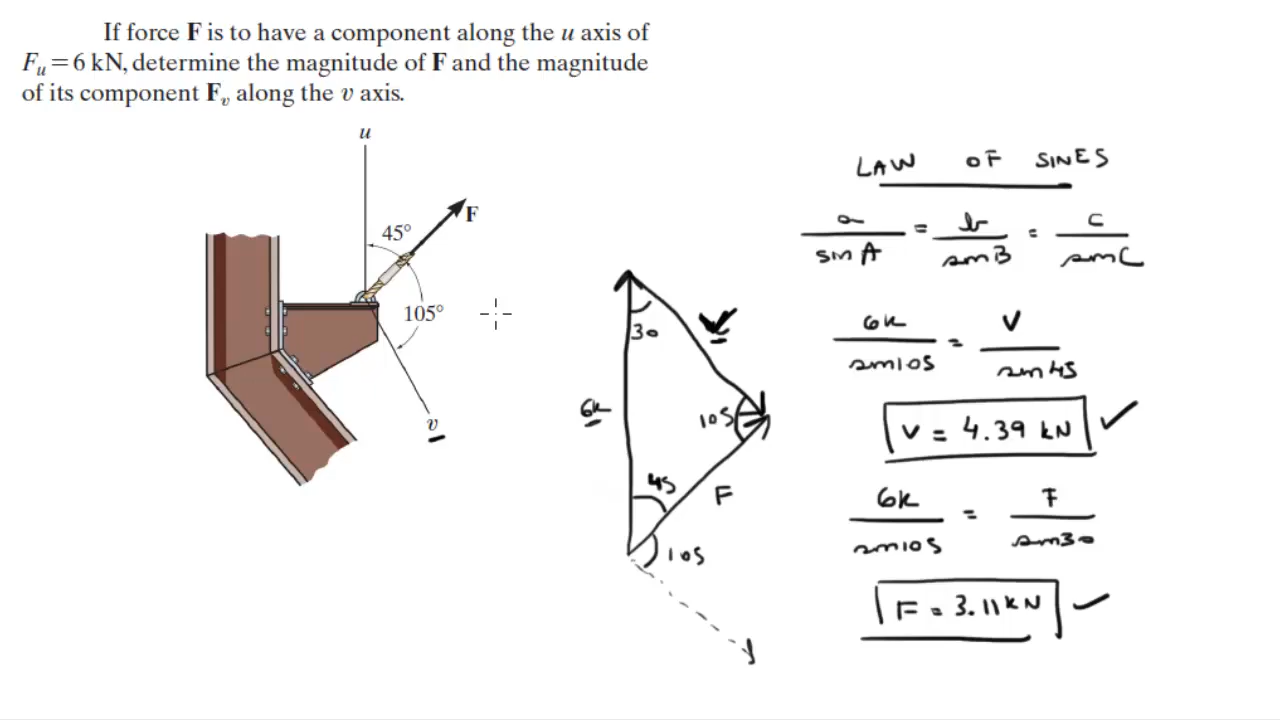 If force F is to have a component along the u axis of
Fu = 6 kN, determine the magnitude of F and the magnitude
of its component Fv along the v axis.
u
F
45°
105°
v
30
6k
105
45
F
105
LAW OF SINES
a/sin A = b/sin B = c/sin C
6k/sin105 = V/sin45
V = 4.39 kN
6k/sin105 = F/sin30
F = 3.11 kN